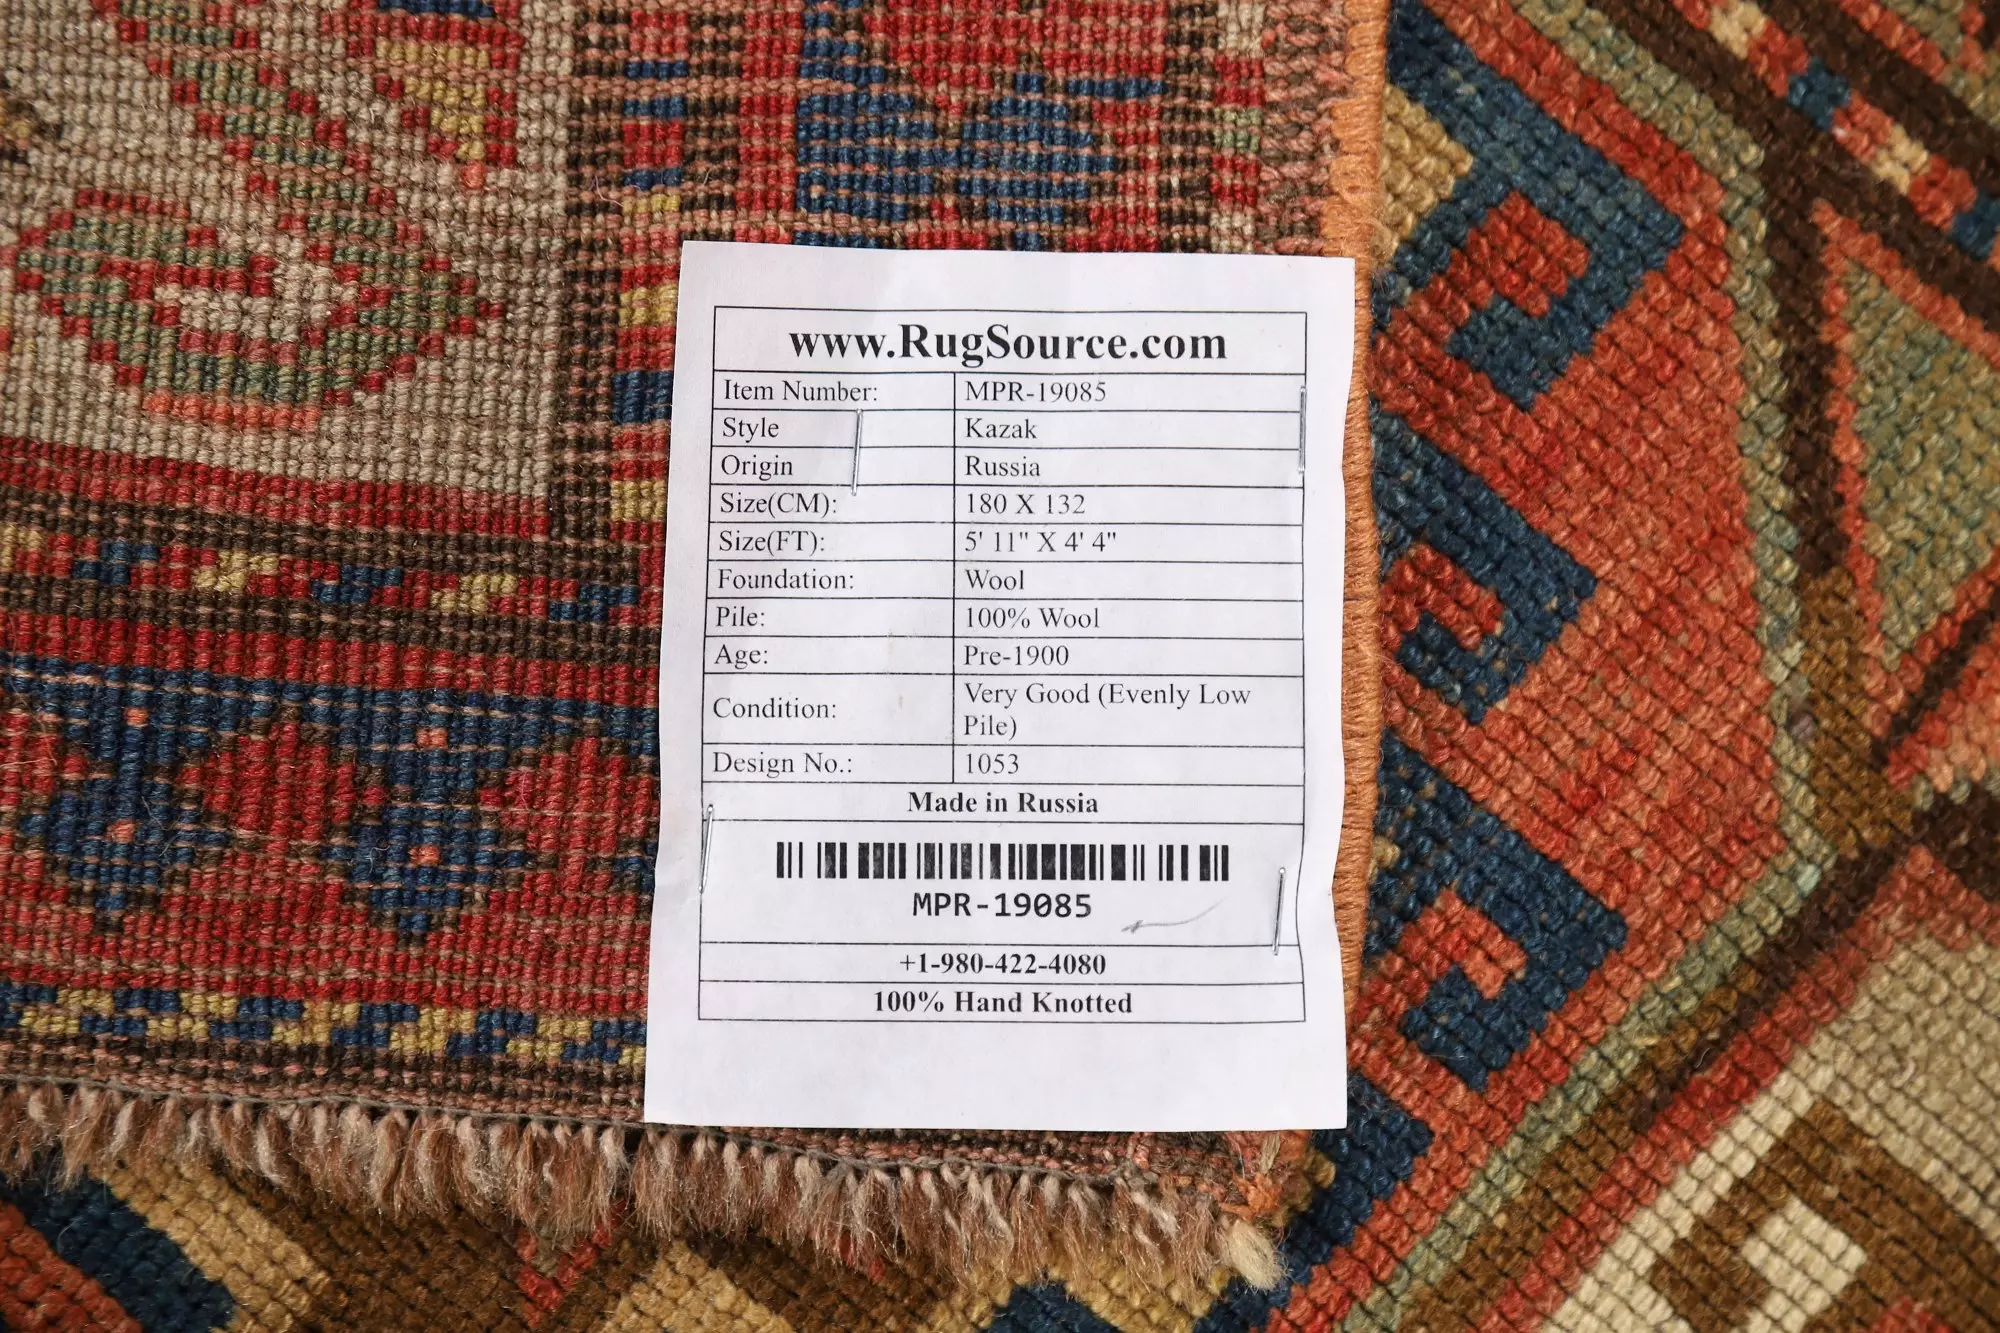 www.RugSource.com
Item Number: MPR-19085
Style Kazak
Origin Russia
Size(CM): 180 X 132
Size(FT): 5' 11" X 4' 4"
Foundation: Wool
Pile: 100% Wool
Age: Pre-1900
Condition: Very Good (Evenly Low
Pile)
Design No.: 1053
Made in Russia
MPR-19085
+1-980-422-4080
100% Hand Knotted